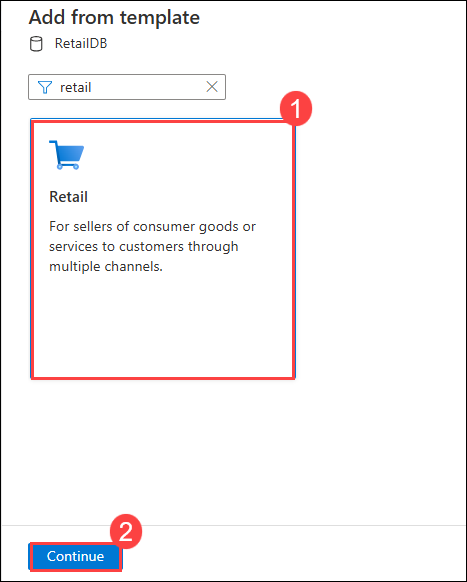 Add from template
RetailDB
retail
1
Retail
For sellers of consumer goods or
services to customers through
multiple channels.
2
Continue